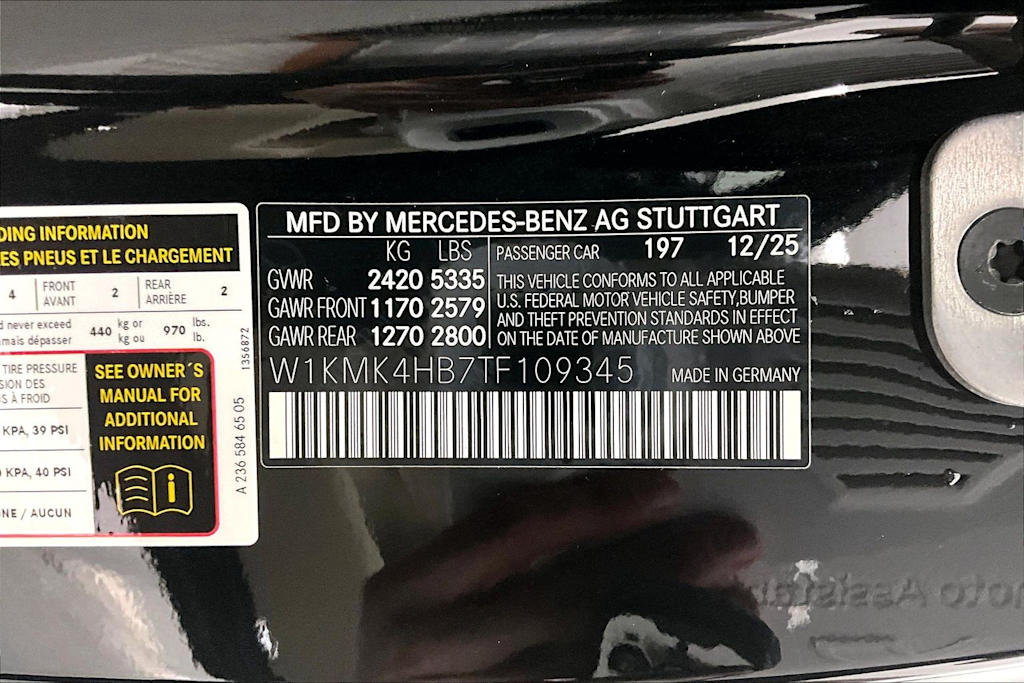 DING INFORMATION
ES PNEUS ET LE CHARGEMENT
4 FRONT AVANT 2 REAR ARRIÈRE 2
d never exceed
mais dépasser 440 kg or kg ou 970 lbs. lb.
TIRE PRESSURE
SION DES
S À FROID
KPA, 39 PSI
KPA, 40 PSI
NE / AUCUN
SEE OWNER´S
MANUAL FOR
ADDITIONAL
INFORMATION
i
1356872
A 236 584 65 05
MFD BY MERCEDES-BENZ AG STUTTGART
KG LBS
GVWR 2420 5335
GAWR FRONT 1170 2579
GAWR REAR 1270 2800
PASSENGER CAR 197 12/25
THIS VEHICLE CONFORMS TO ALL APPLICABLE
U.S. FEDERAL MOTOR VEHICLE SAFETY,BUMPER
AND THEFT PREVENTION STANDARDS IN EFFECT
ON THE DATE OF MANUFACTURE SHOWN ABOVE
W1KMK4HB7TF109345 MADE IN GERMANY